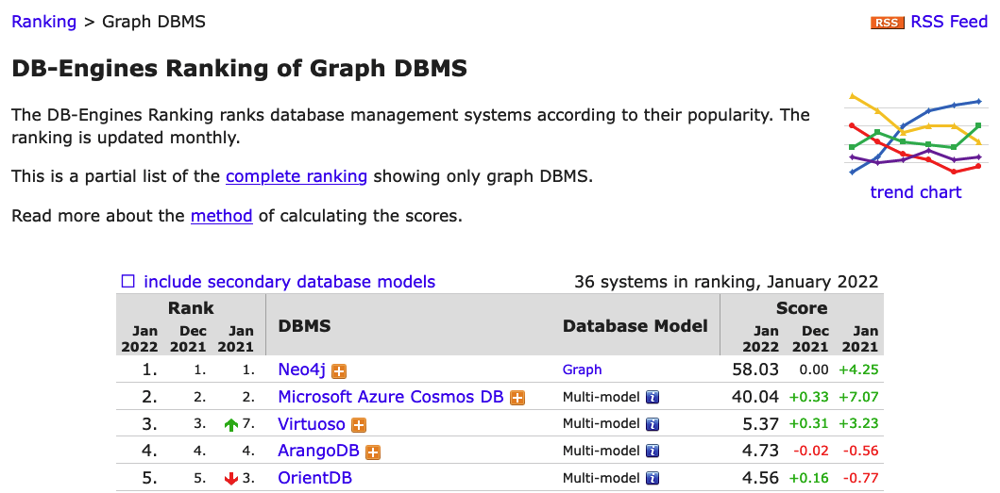 Ranking > Graph DBMS
RSS RSS Feed
DB-Engines Ranking of Graph DBMS
The DB-Engines Ranking ranks database management systems according to their popularity. The
ranking is updated monthly.
This is a partial list of the complete ranking showing only graph DBMS.
Read more about the method of calculating the scores.
trend chart
include secondary database models
36 systems in ranking, January 2022
Rank DBMS Database Model Score
Jan 2022 Dec 2021 Jan 2021 Jan 2022 Dec 2021 Jan 2021
1. 1. 1. Neo4j Graph 58.03 0.00 +4.25
2. 2. 2. Microsoft Azure Cosmos DB Multi-model i 40.04 +0.33 +7.07
3. 3. 7. Virtuoso Multi-model i 5.37 +0.31 +3.23
4. 4. 4. ArangoDB Multi-model i 4.73 -0.02 -0.56
5. 5. 3. OrientDB Multi-model i 4.56 +0.16 -0.77